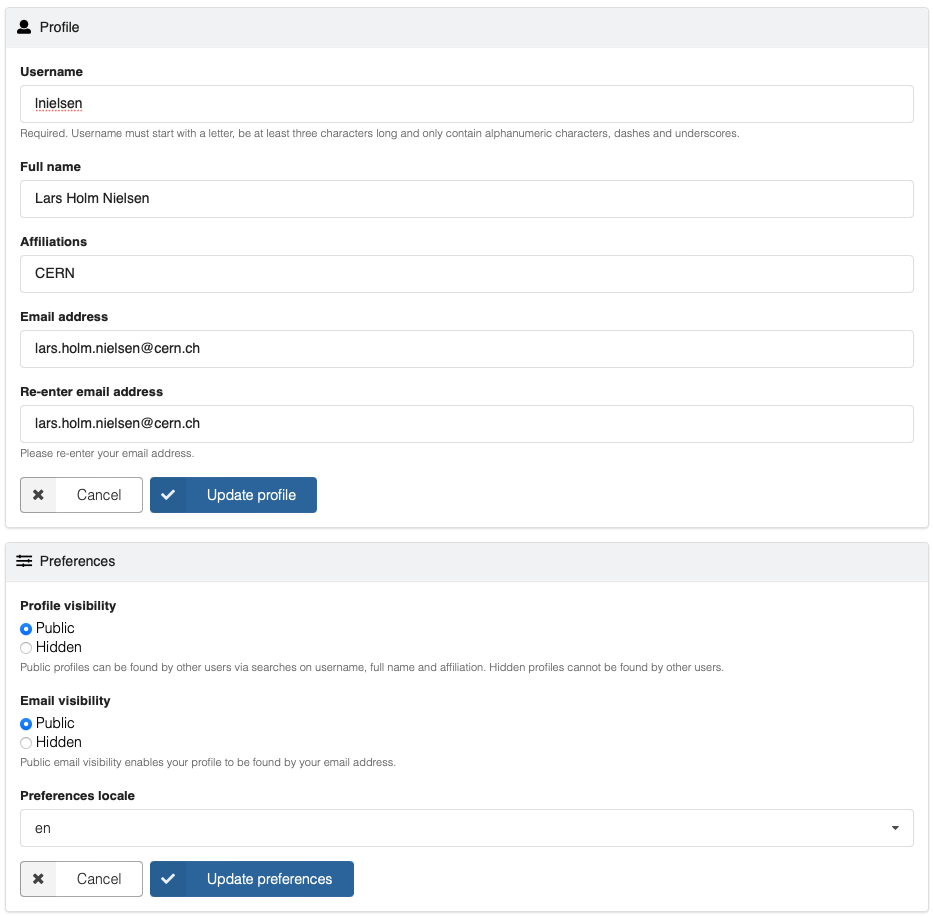 Profile
Username
lnielsen
Required. Username must start with a letter, be at least three characters long and only contain alphanumeric characters, dashes and underscores.
Full name
Lars Holm Nielsen
Affiliations
CERN
Email address
lars.holm.nielsen@cern.ch
Re-enter email address
lars.holm.nielsen@cern.ch
Please re-enter your email address.
Cancel Update profile
Preferences
Profile visibility
Public
Hidden
Public profiles can be found by other users via searches on username, full name and affiliation. Hidden profiles cannot be found by other users.
Email visibility
Public
Hidden
Public email visibility enables your profile to be found by your email address.
Preferences locale
en
Cancel Update preferences